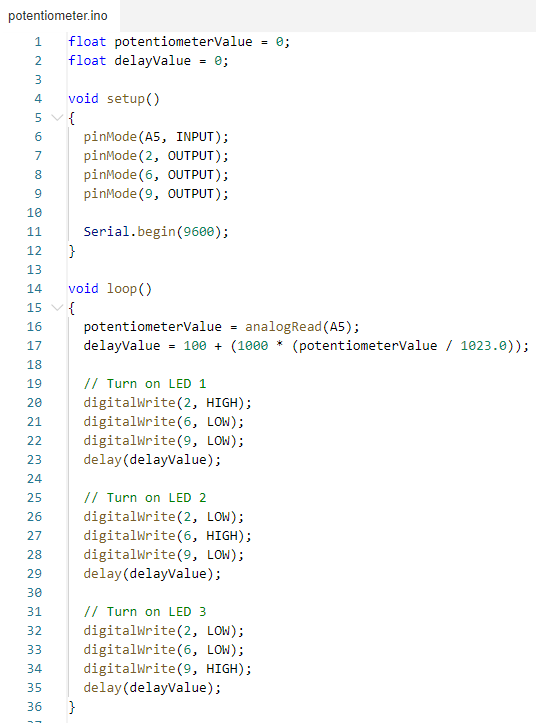 potentiometer.ino
1 float potentiometerValue = 0;
2 float delayValue = 0;
3
4 void setup()
5 {
6 pinMode(A5, INPUT);
7 pinMode(2, OUTPUT);
8 pinMode(6, OUTPUT);
9 pinMode(9, OUTPUT);
10
11 Serial.begin(9600);
12 }
13
14 void loop()
15 {
16 potentiometerValue = analogRead(A5);
17 delayValue = 100 + (1000 * (potentiometerValue / 1023.0));
18
19 // Turn on LED 1
20 digitalWrite(2, HIGH);
21 digitalWrite(6, LOW);
22 digitalWrite(9, LOW);
23 delay(delayValue);
24
25 // Turn on LED 2
26 digitalWrite(2, LOW);
27 digitalWrite(6, HIGH);
28 digitalWrite(9, LOW);
29 delay(delayValue);
30
31 // Turn on LED 3
32 digitalWrite(2, LOW);
33 digitalWrite(6, LOW);
34 digitalWrite(9, HIGH);
35 delay(delayValue);
36 }